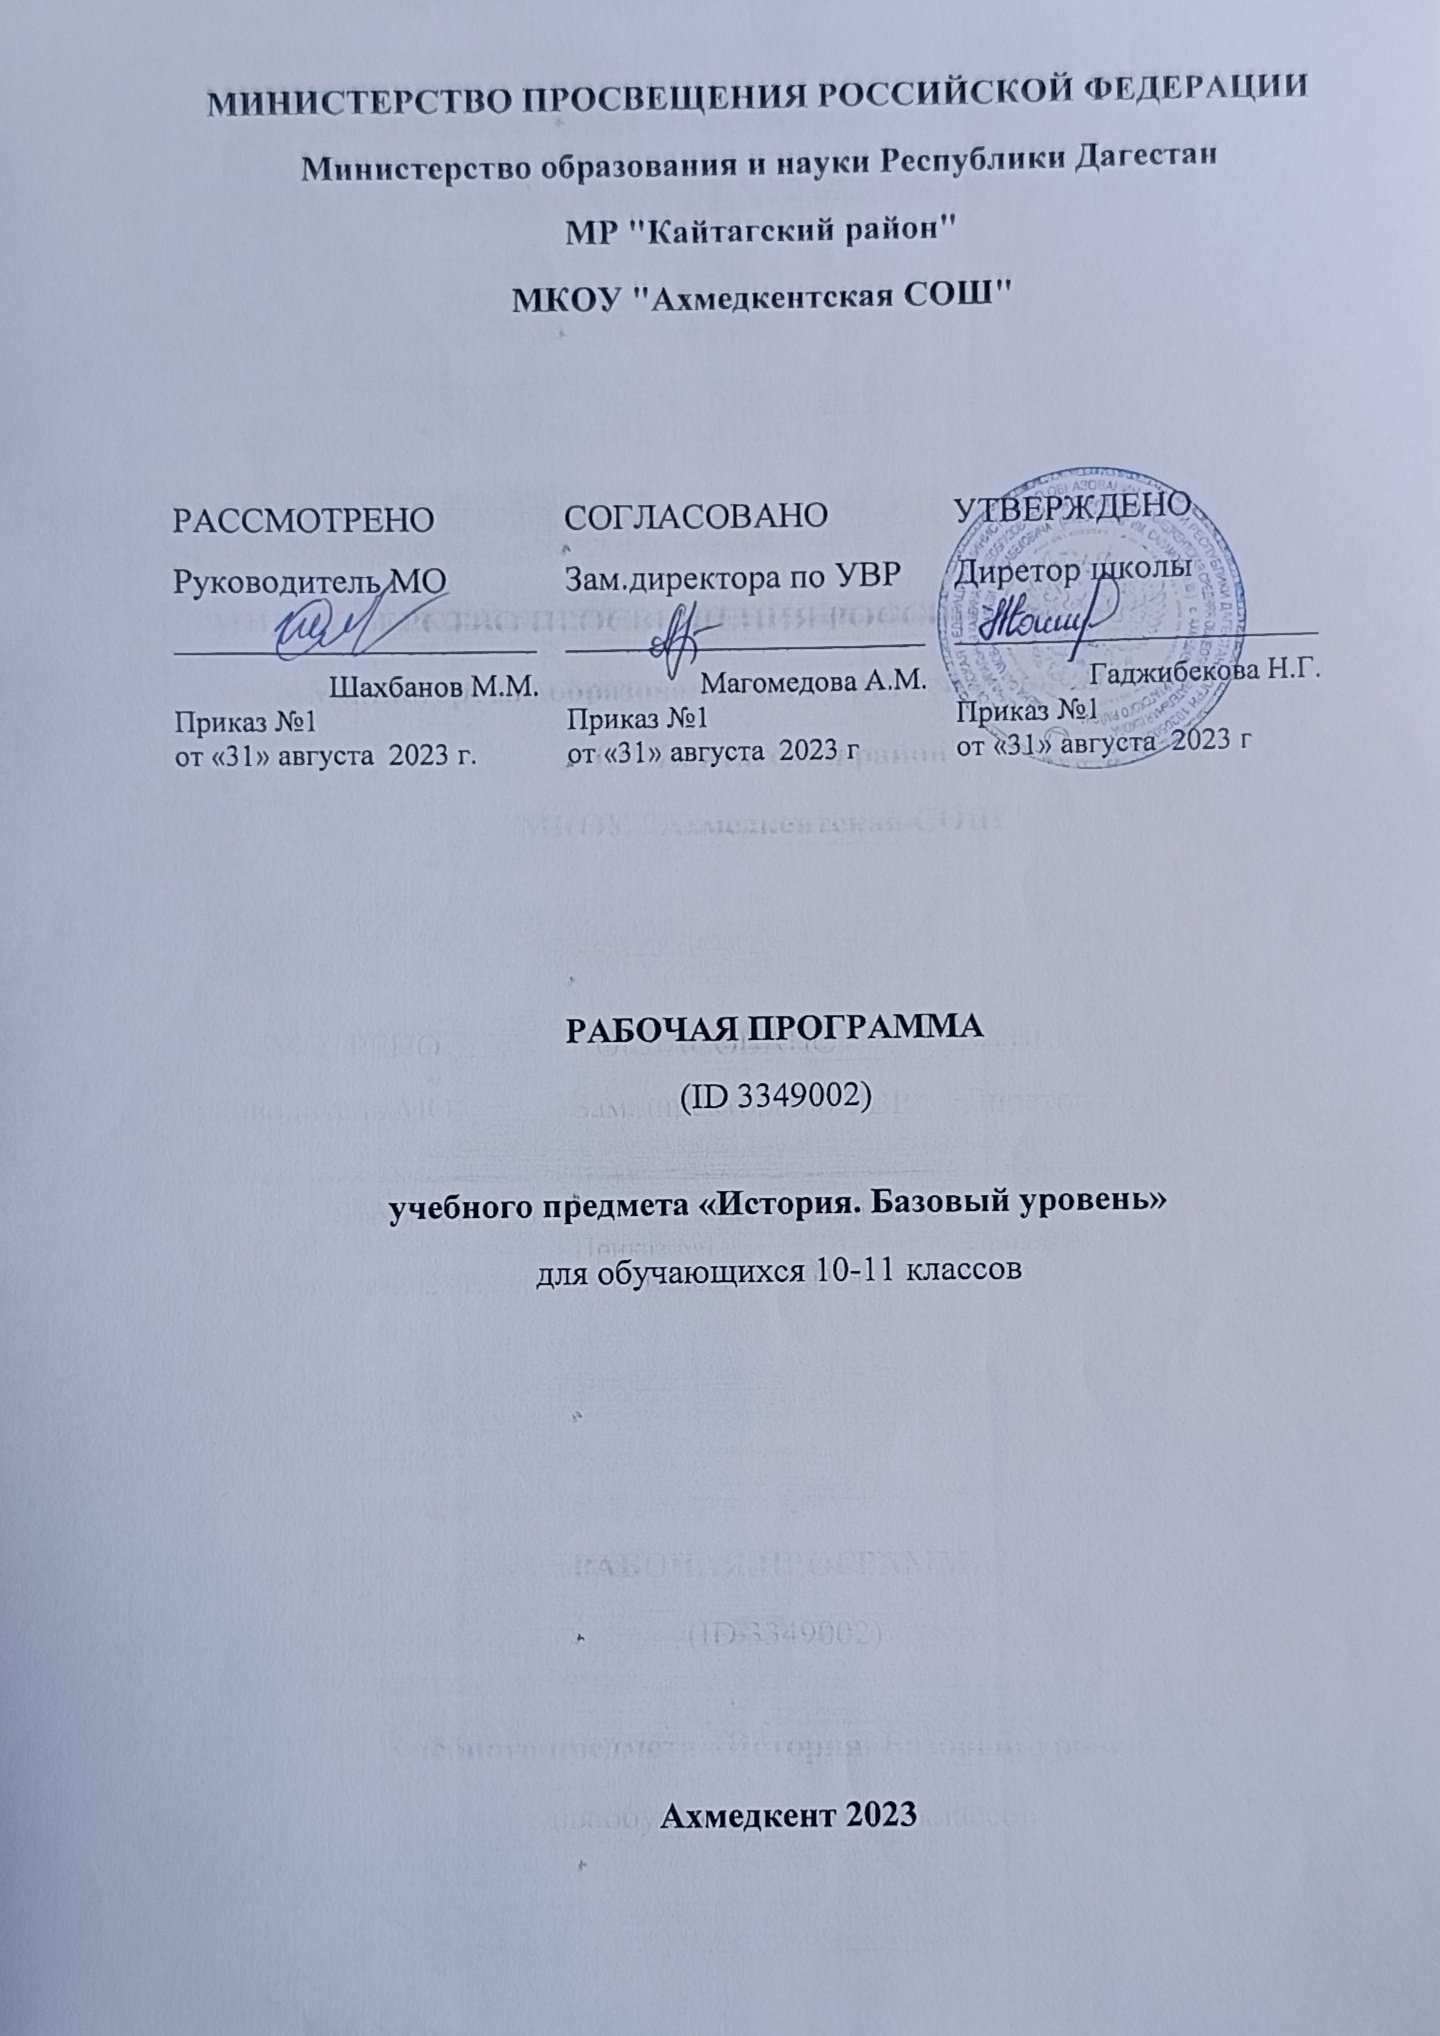 МИНИСТЕРСТВО ПРОСВЕЩЕНИЯ РОССИЙСКОЙ ФЕДЕРАЦИИ
Министерство образования и науки Республики Дагестан
МР "Кайтагский район"
МКОУ "Ахмедкентская СОШ"
РАССМОТРЕНО
Руководитель МО
Шахбанов М.М.
Приказ №1
от «31» августа 2023 г.
СОГЛАСОВАНО
Зам.директора по УВР
Магомедова А.М.
Приказ №1
от «31» августа 2023 г
УТВЕРЖДЕНО
Диретор школы
Гаджибекова Н.Г.
Приказ №1
от «31» августа 2023 г
РАБОЧАЯ ПРОГРАММА
(ID 3349002)
учебного предмета «История. Базовый уровень»
для обучающихся 10-11 классов
Ахмедкент 2023